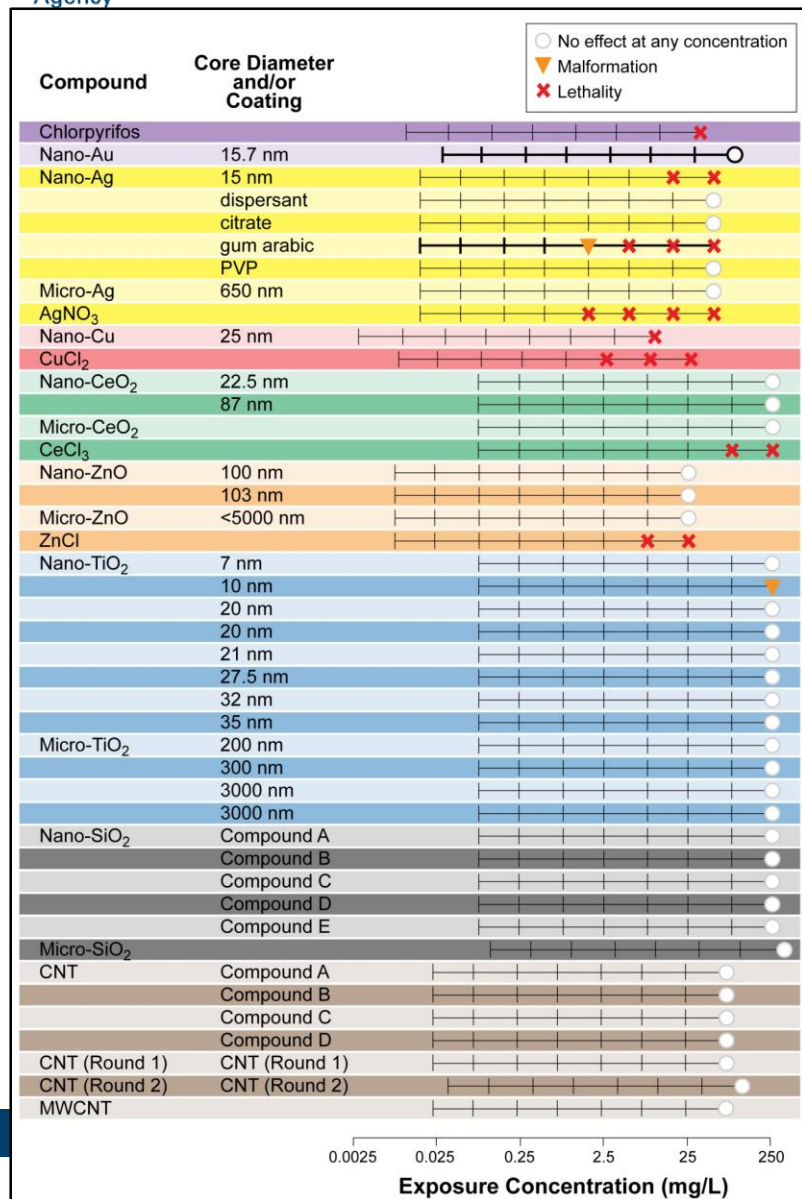 Agency
No effect at any concentration
Malformation
Lethality
Compound Core Diameter and/or Coating
Chlorpyrifos
Nano-Au 15.7 nm
Nano-Ag 15 nm
dispersant
citrate
gum arabic
PVP
Micro-Ag 650 nm
AgNO₃
Nano-Cu 25 nm
CuCl₂
Nano-CeO₂ 22.5 nm
87 nm
Micro-CeO₂
CeCl₃
Nano-ZnO 100 nm
103 nm
Micro-ZnO <5000 nm
ZnCl
Nano-TiO₂ 7 nm
10 nm
20 nm
20 nm
21 nm
27.5 nm
32 nm
35 nm
Micro-TiO₂ 200 nm
300 nm
3000 nm
3000 nm
Nano-SiO₂ Compound A
Compound B
Compound C
Compound D
Compound E
Micro-SiO₂
CNT Compound A
Compound B
Compound C
Compound D
CNT (Round 1) CNT (Round 1)
CNT (Round 2) CNT (Round 2)
MWCNT
0.0025 0.025 0.25 2.5 25 250
Exposure Concentration (mg/L)